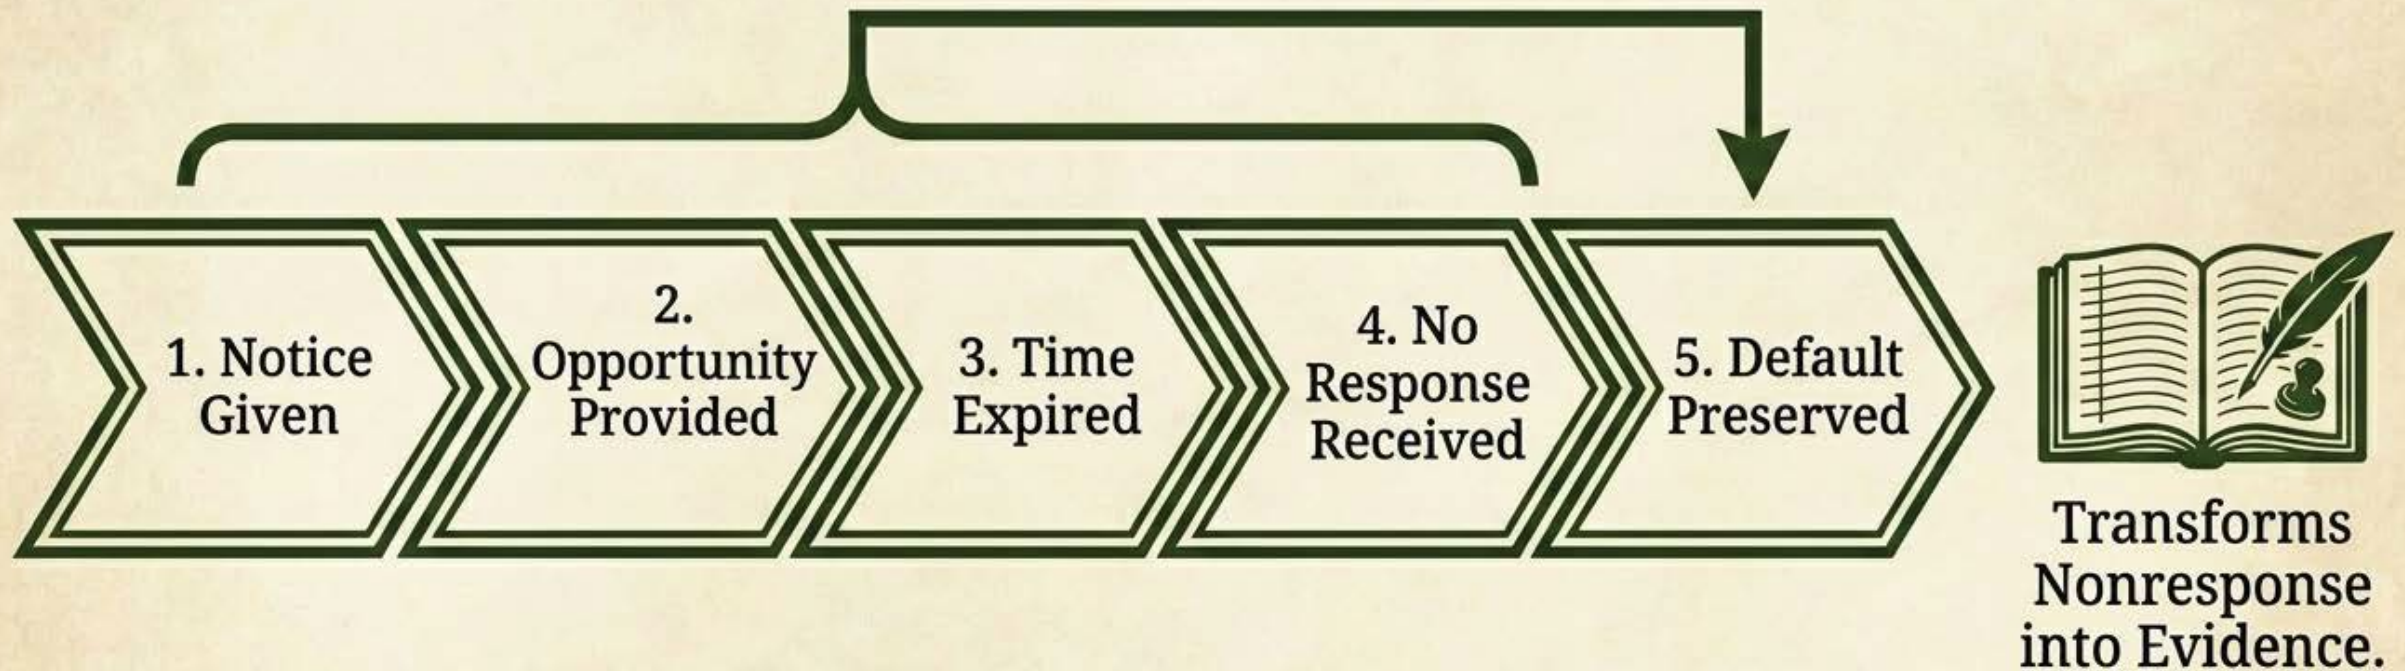 1. Notice
Given
2.
Opportunity
Provided
3. Time
Expired
4. No
Response
Received
5. Default
Preserved
Transforms
Nonresponse
into Evidence.